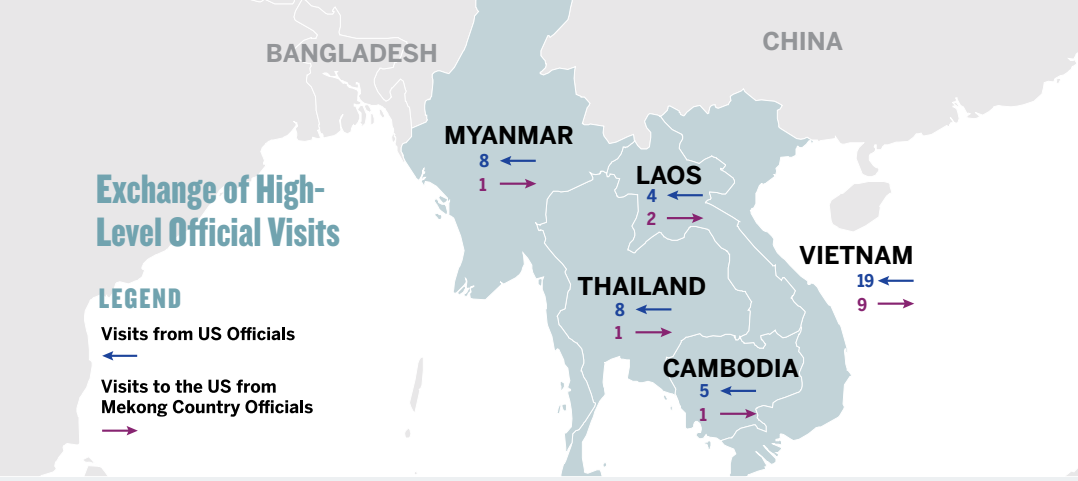 BANGLADESH
CHINA
MYANMAR
8
1
LAOS
4
2
Exchange of High-
Level Official Visits
VIETNAM
19
9
THAILAND
8
1
LEGEND
Visits from US Officials
Visits to the US from
Mekong Country Officials
CAMBODIA
5
1